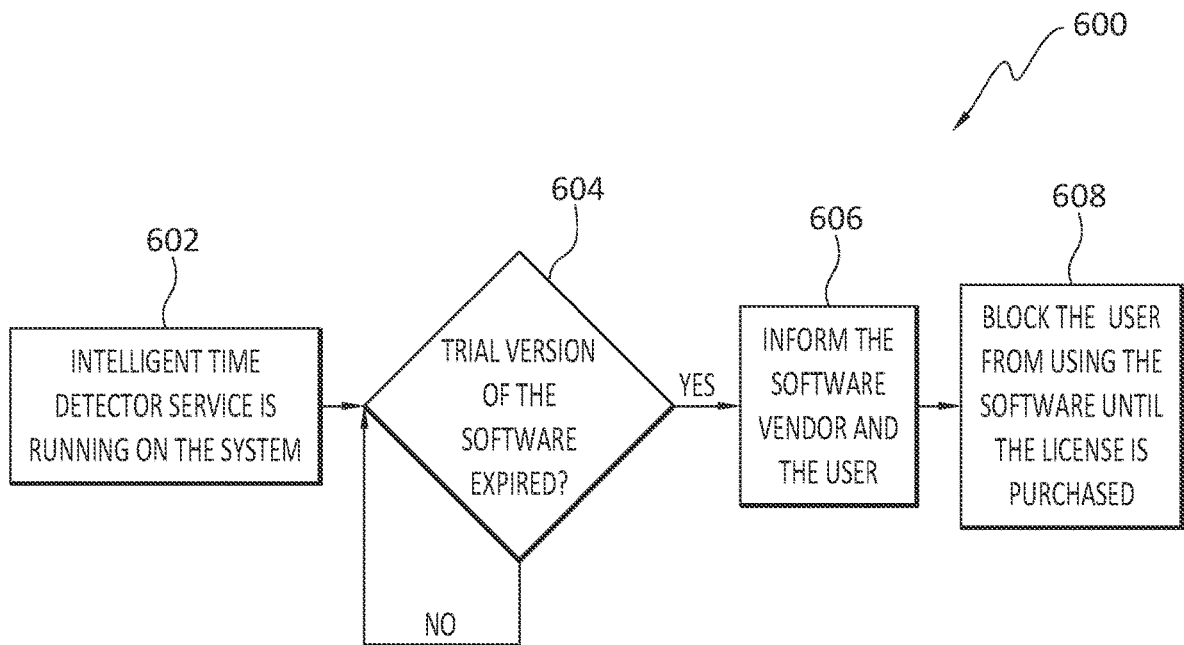 600
602
INTELLIGENT TIME
DETECTOR SERVICE IS
RUNNING ON THE SYSTEM
604
TRIAL VERSION
OF THE
SOFTWARE
EXPIRED?
YES
NO
606
INFORM THE
SOFTWARE
VENDOR AND
THE USER
608
BLOCK THE USER
FROM USING THE
SOFTWARE UNTIL
THE LICENSE IS
PURCHASED